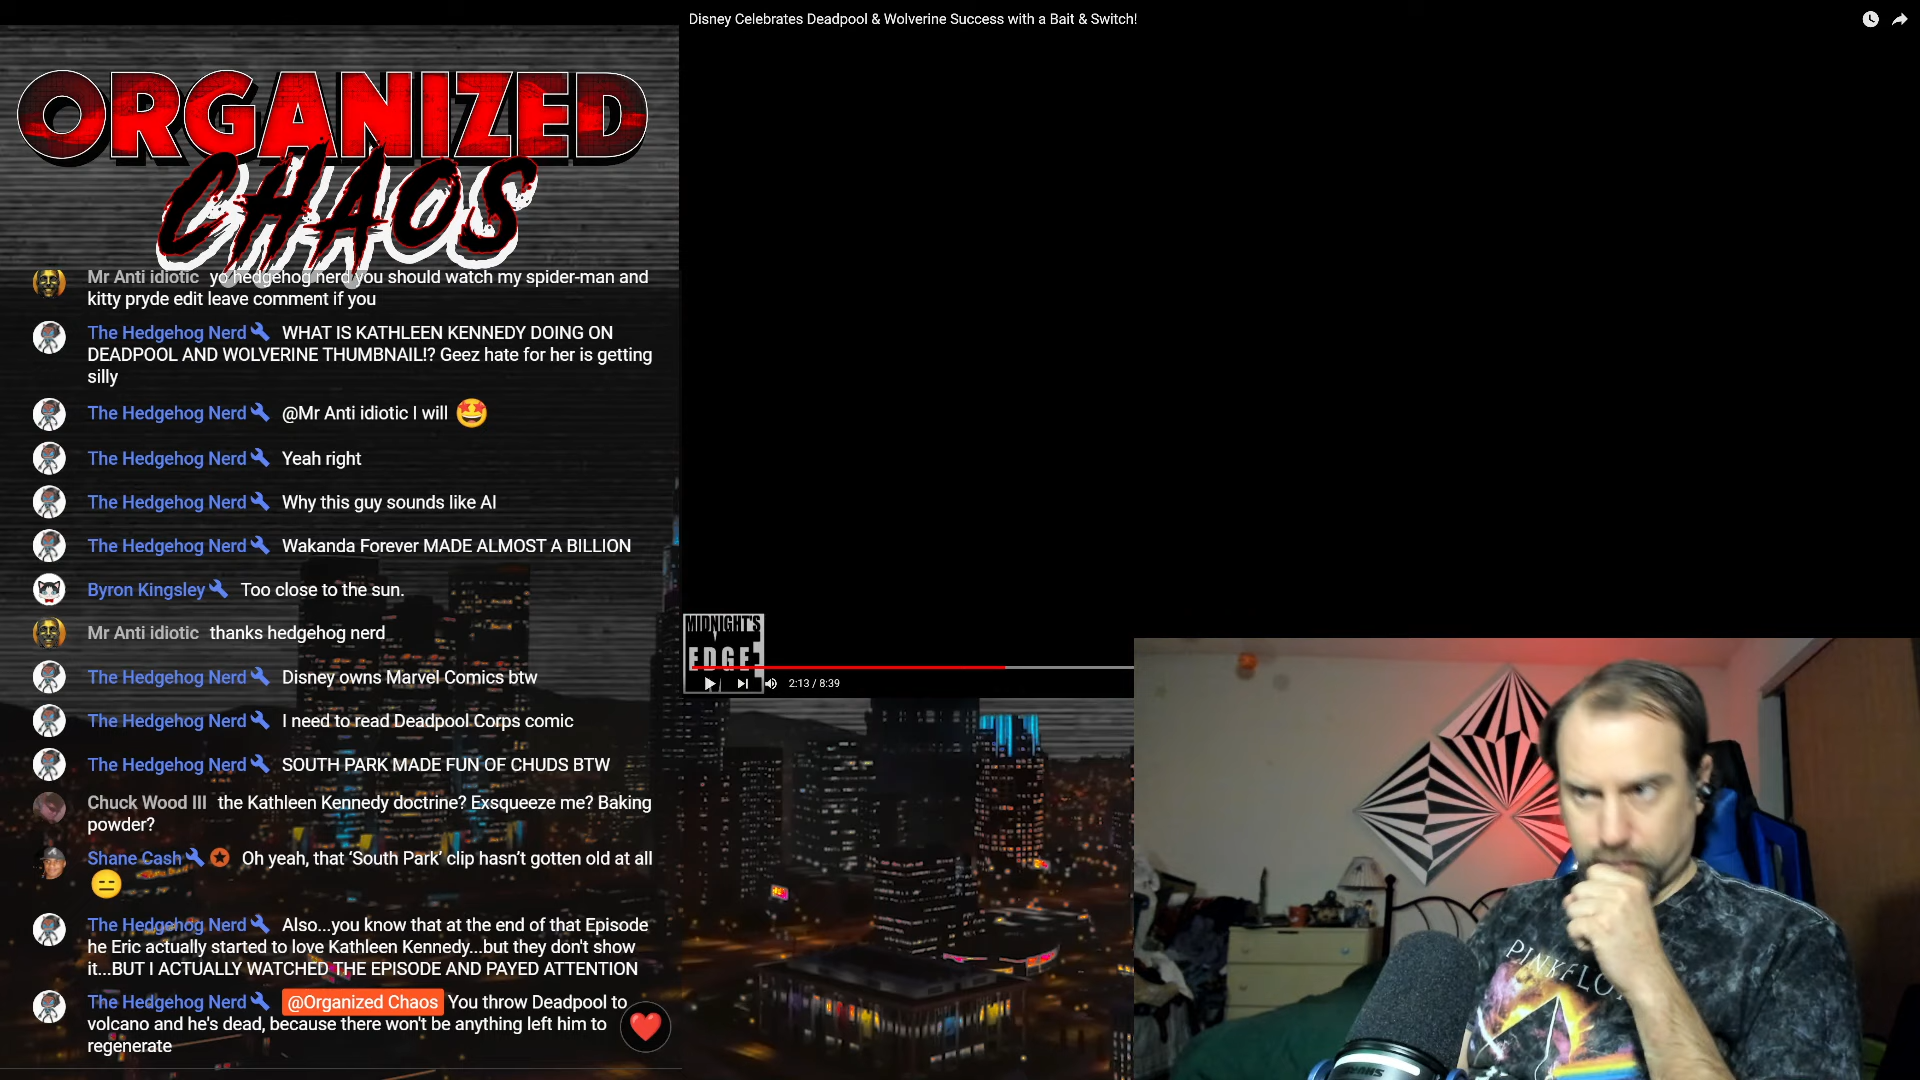 Disney Celebrates Deadpool & Wolverine Success with a Bait & Switch!
ORGANIZED
CHAOS
Mr Anti idiotic yo hedgehog nerd you should watch my spider-man and
kitty pryde edit leave comment if you
The Hedgehog Nerd WHAT IS KATHLEEN KENNEDY DOING ON
DEADPOOL AND WOLVERINE THUMBNAIL!? Geez hate for her is getting
silly
The Hedgehog Nerd @Mr Anti idiotic I will 🤩
The Hedgehog Nerd Yeah right
The Hedgehog Nerd Why this guy sounds like AI
The Hedgehog Nerd Wakanda Forever MADE ALMOST A BILLION
Byron Kingsley Too close to the sun.
Mr Anti idiotic thanks hedgehog nerd
The Hedgehog Nerd Disney owns Marvel Comics btw
The Hedgehog Nerd I need to read Deadpool Corps comic
The Hedgehog Nerd SOUTH PARK MADE FUN OF CHUDS BTW
Chuck Wood III the Kathleen Kennedy doctrine? Exsqueeze me? Baking
powder?
Shane Cash Oh yeah, that ‘South Park’ clip hasn’t gotten old at all
😑
The Hedgehog Nerd Also...you know that at the end of that Episode
he Eric actually started to love Kathleen Kennedy...but they don't show
it...BUT I ACTUALLY WATCHED THE EPISODE AND PAYED ATTENTION
The Hedgehog Nerd @Organized Chaos You throw Deadpool to
volcano and he's dead, because there won't be anything left him to
regenerate
MIDNIGHT'S
EDGE
2:13 / 8:39
PINK FLO
SHURE